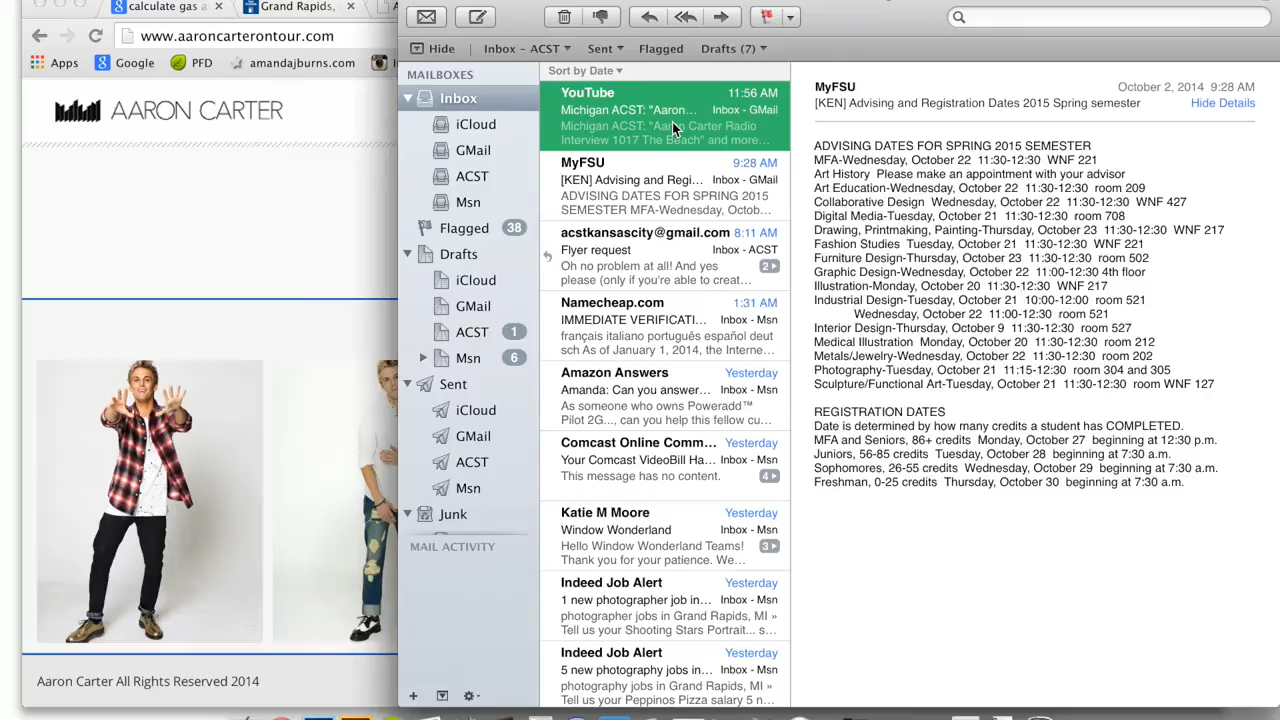 calculate gas a
Grand Rapids,
www.aaroncarterontour.com
Apps
Google
PFD
amandajburns.com
AARON CARTER
Aaron Carter All Rights Reserved 2014
Hide
Inbox – ACST
Sent
Flagged
Drafts (7)
MAILBOXES
Inbox
iCloud
GMail
ACST
Msn
Flagged 38
Drafts
iCloud
GMail
ACST 1
Msn 6
Sent
iCloud
GMail
ACST
Msn
Junk
MAIL ACTIVITY
Sort by Date
YouTube 11:56 AM
Michigan ACST: "Aaron... Inbox - GMail
Michigan ACST: "Aaron Carter Radio
Interview 1017 The Beach" and more...
MyFSU 9:28 AM
[KEN] Advising and Regi... Inbox - GMail
ADVISING DATES FOR SPRING 2015
SEMESTER MFA-Wednesday, Octob...
acstkansascity@gmail.com 8:11 AM
Flyer request Inbox - ACST
Oh no problem at all! And yes 2
please (only if you're able to creat...
Namecheap.com 1:31 AM
IMMEDIATE VERIFICATI... Inbox - Msn
français italiano português español deut
sch As of January 1, 2014, the Interne...
Amazon Answers Yesterday
Amanda: Can you answer... Inbox - Msn
As someone who owns Poweradd™
Pilot 2G..., can you help this fellow cu...
Comcast Online Comm... Yesterday
Your Comcast VideoBill Ha... Inbox - Msn
This message has no content. 4
Katie M Moore Yesterday
Window Wonderland Inbox - Msn
Hello Window Wonderland Teams! 3
Thank you for your patience. We...
Indeed Job Alert Yesterday
1 new photographer job in... Inbox - Msn
photographer jobs in Grand Rapids, MI »
Tell us your Shooting Stars Portrait... s...
Indeed Job Alert Yesterday
5 new photography jobs in... Inbox - Msn
photography jobs in Grand Rapids, MI »
Tell us your Peppinos Pizza salary 5 n...
MyFSU October 2, 2014 9:28 AM
[KEN] Advising and Registration Dates 2015 Spring semester Hide Details
ADVISING DATES FOR SPRING 2015 SEMESTER
MFA-Wednesday, October 22 11:30-12:30 WNF 221
Art History Please make an appointment with your advisor
Art Education-Wednesday, October 22 11:30-12:30 room 209
Collaborative Design Wednesday, October 22 11:30-12:30 WNF 427
Digital Media-Tuesday, October 21 11:30-12:30 room 708
Drawing, Printmaking, Painting-Thursday, October 23 11:30-12:30 WNF 217
Fashion Studies Tuesday, October 21 11:30-12:30 WNF 221
Furniture Design-Thursday, October 23 11:30-12:30 room 502
Graphic Design-Wednesday, October 22 11:00-12:30 4th floor
Illustration-Monday, October 20 11:30-12:30 WNF 217
Industrial Design-Tuesday, October 21 10:00-12:00 room 521
Wednesday, October 22 11:00-12:30 room 521
Interior Design-Thursday, October 9 11:30-12:30 room 527
Medical Illustration Monday, October 20 11:30-12:30 room 212
Metals/Jewelry-Wednesday, October 22 11:30-12:30 room 202
Photography-Tuesday, October 21 11:15-12:30 room 304 and 305
Sculpture/Functional Art-Tuesday, October 21 11:30-12:30 room WNF 127
REGISTRATION DATES
Date is determined by how many credits a student has COMPLETED.
MFA and Seniors, 86+ credits Monday, October 27 beginning at 12:30 p.m.
Juniors, 56-85 credits Tuesday, October 28 beginning at 7:30 a.m.
Sophomores, 26-55 credits Wednesday, October 29 beginning at 7:30 a.m.
Freshman, 0-25 credits Thursday, October 30 beginning at 7:30 a.m.